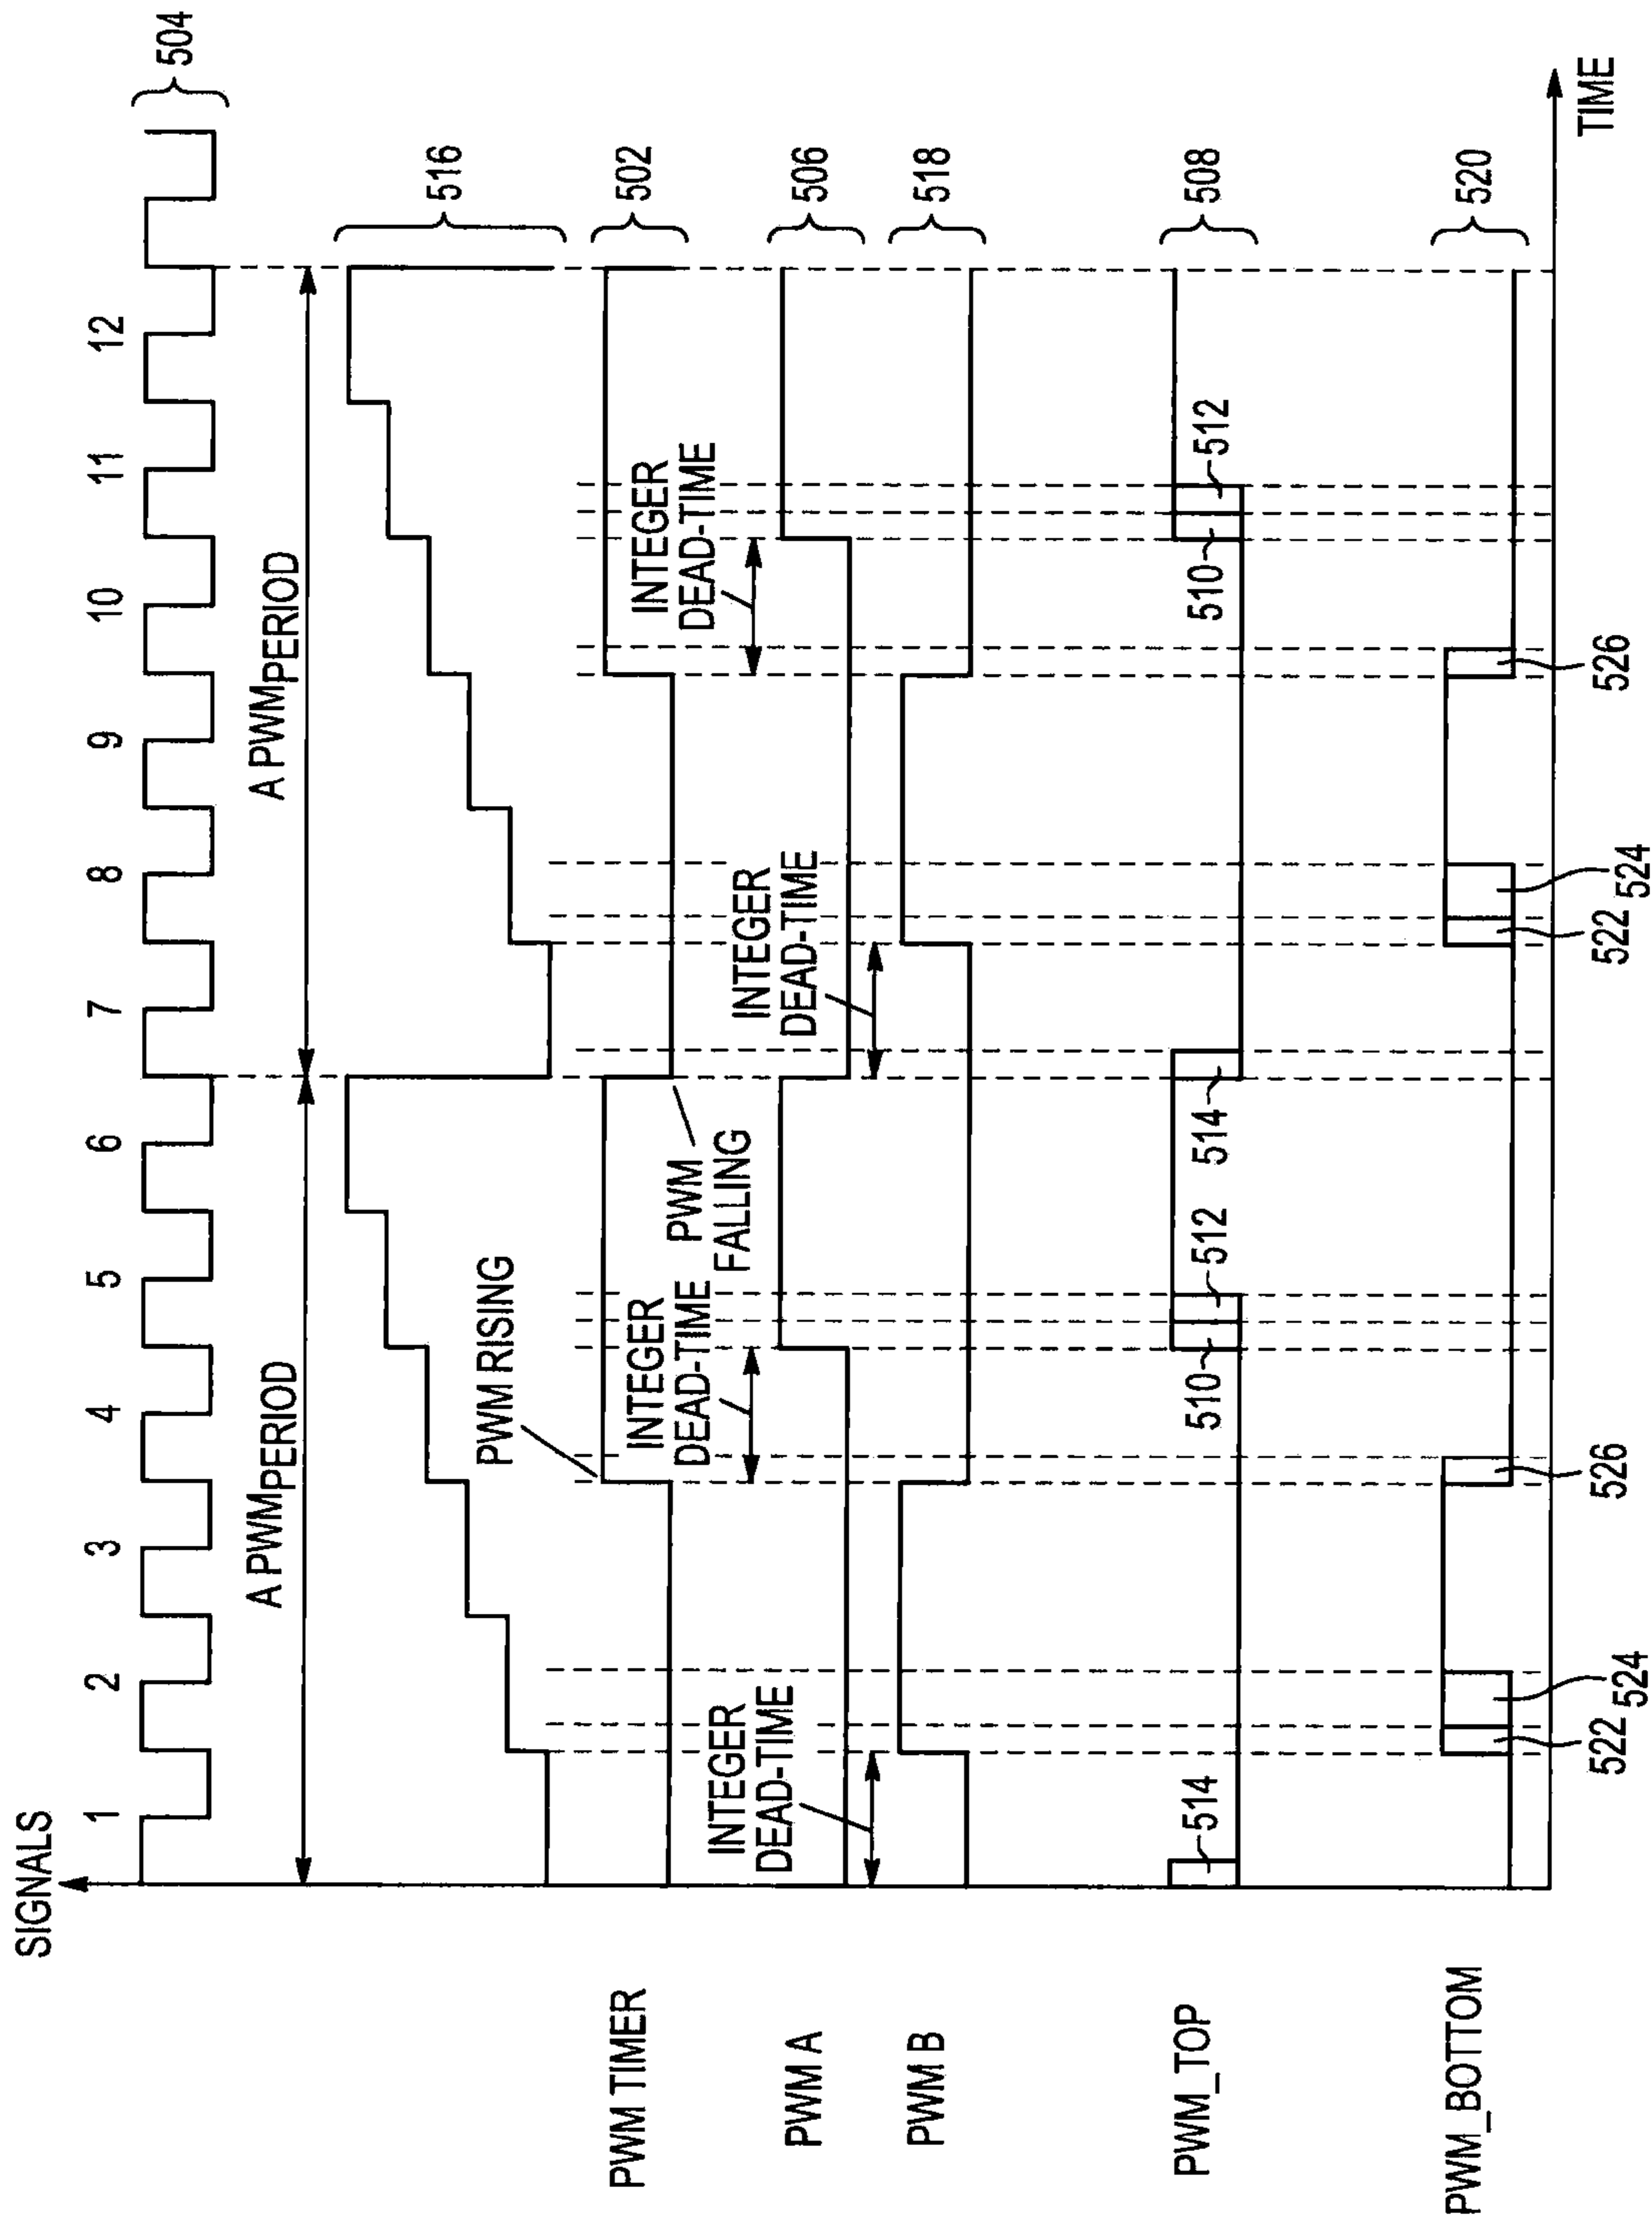 SIGNALS
1
2
3
4
5
6
7
8
9
10
11
12
504
A PWMPERIOD
A PWMPERIOD
516
PWM RISING
PWM TIMER
502
INTEGER
DEAD-TIME
PWM
FALLING
INTEGER
DEAD-TIME
PWM A
506
INTEGER
DEAD-TIME
INTEGER
DEAD-TIME
PWM B
518
PWM_TOP
514
510
512
514
510
512
508
PWM_BOTTOM
520
522
524
526
522
524
526
TIME